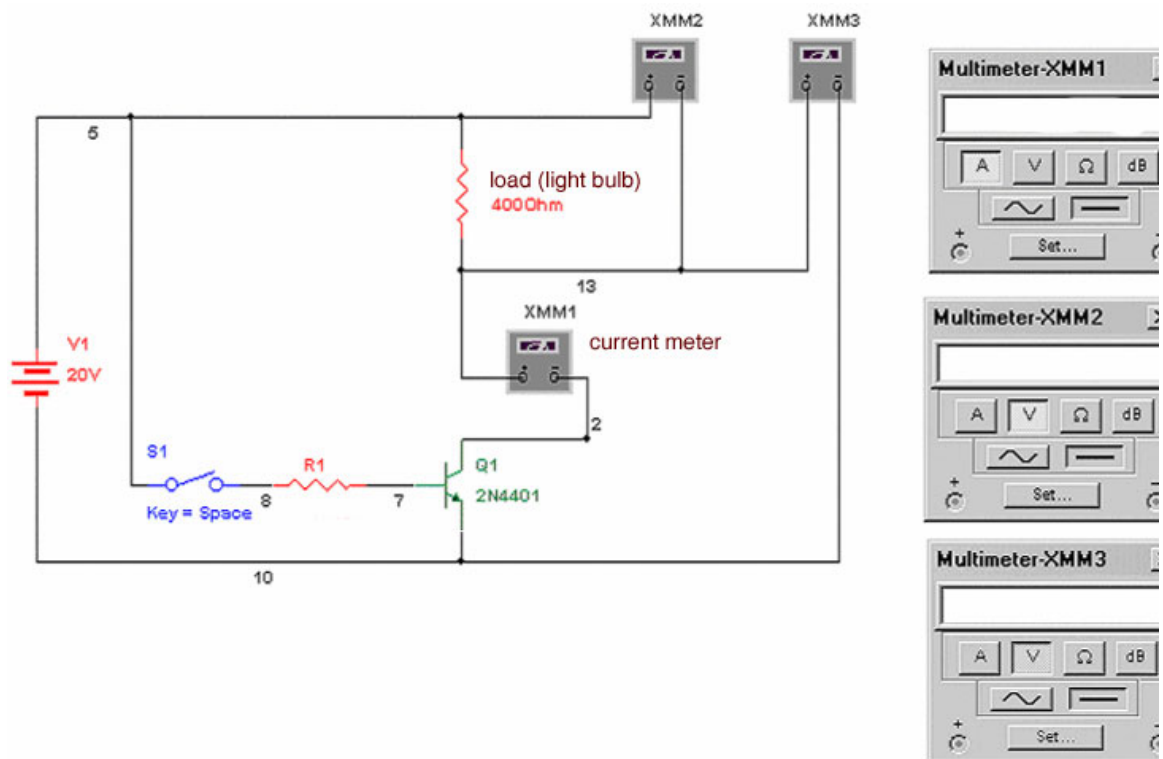 XMM2
XMM3
5
load (light bulb)
400Ohm
13
XMM1
current meter
V1
20V
2
S1
R1
Q1
8
7
2N4401
Key = Space
10
Multimeter-XMM1
A V Ω dB
+
Set...
Multimeter-XMM2
X
A V Ω dB
+
Set...
Multimeter-XMM3
A V Ω dB
+
Set...